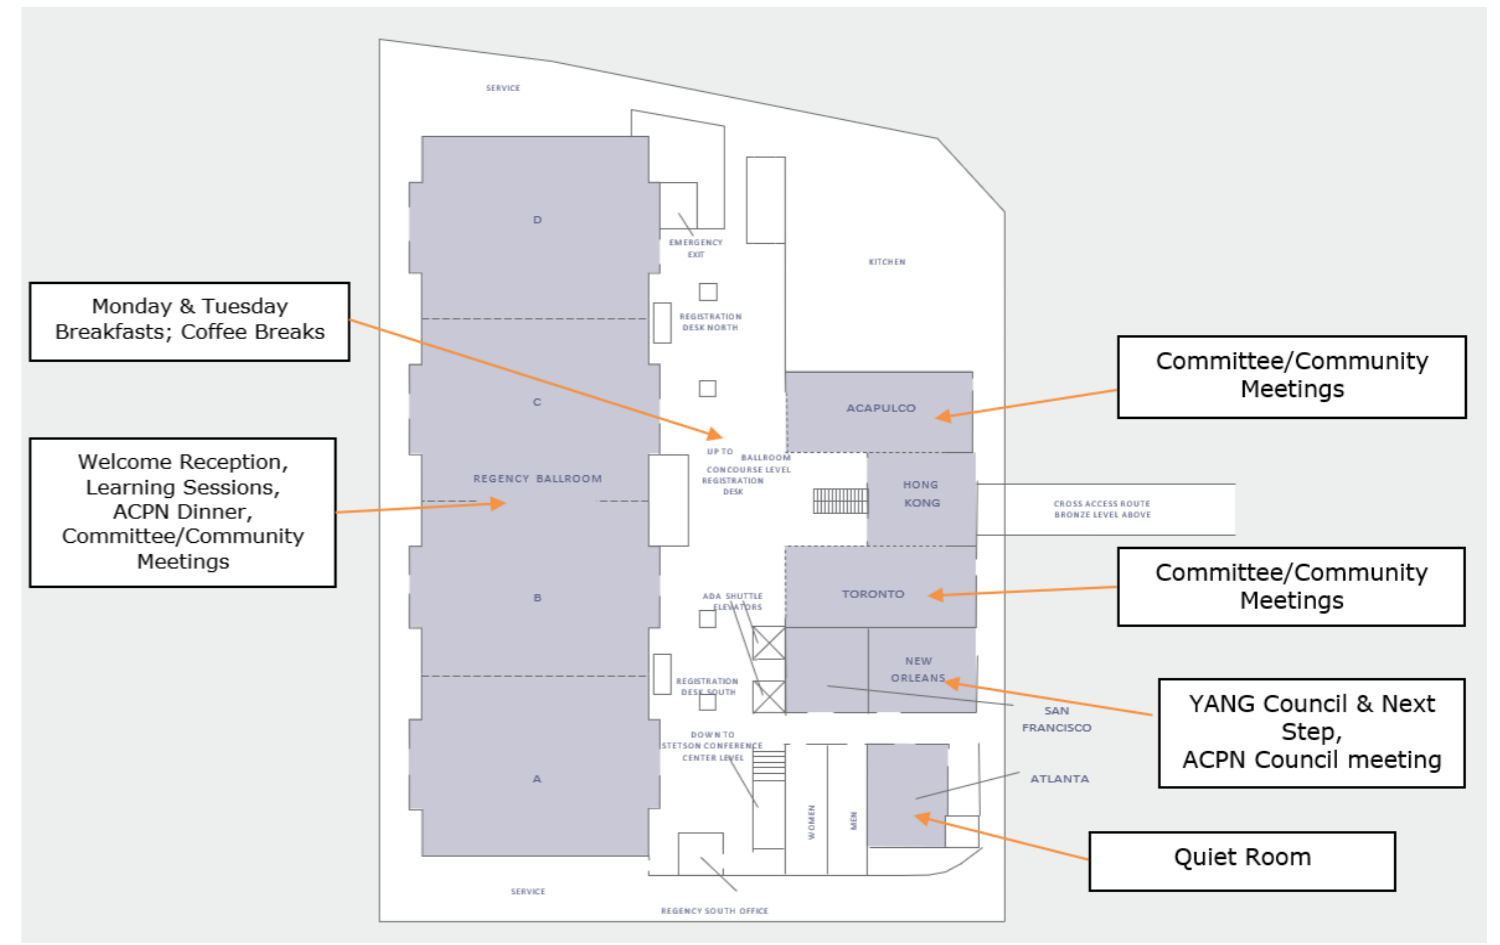 SERVICE
D
EMERGENCY
EXIT
KITCHEN
Monday & Tuesday
Breakfasts; Coffee Breaks
REGISTRATION
DESK NORTH
Committee/Community
Meetings
C
ACAPULCO
UP TO
BALLROOM
CONCOURSE LEVEL
REGISTRATION
DESK
Welcome Reception,
Learning Sessions,
ACPN Dinner,
Committee/Community
Meetings
REGENCY BALLROOM
HONG
KONG
CROSS ACCESS ROUTE
BRONZE LEVEL ABOVE
Committee/Community
Meetings
B
ADA SHUTTLE
ELEVATORS
TORONTO
NEW
ORLEANS
REGISTRATION
DESK SOUTH
SAN
FRANCISCO
YANG Council & Next
Step,
ACPN Council meeting
DOWN TO
STETSON CONFERENCE
CENTER LEVEL
A
ATLANTA
WOMEN
MEN
Quiet Room
SERVICE
REGENCY SOUTH OFFICE